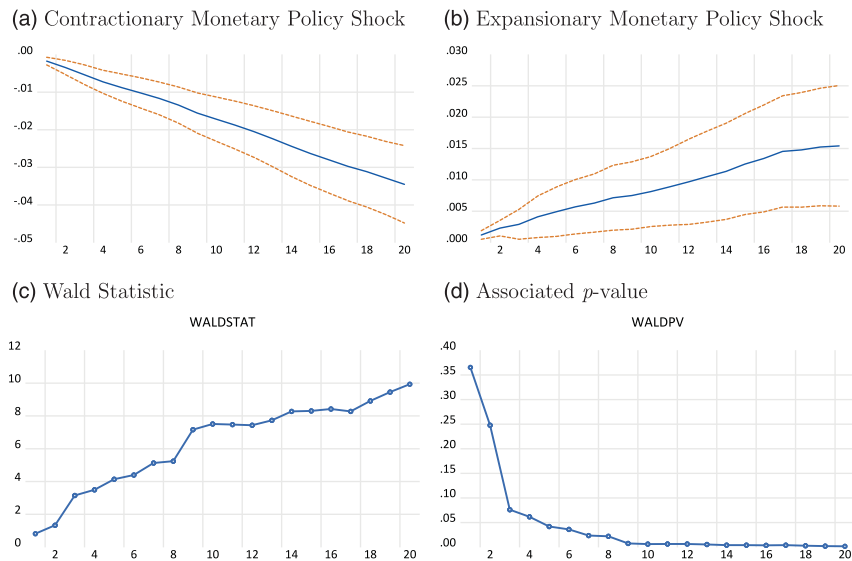 (a) Contractionary Monetary Policy Shock
.00
-.01
-.02
-.03
-.04
-.05
2 4 6 8 10 12 14 16 18 20
(b) Expansionary Monetary Policy Shock
.030
.025
.020
.015
.010
.005
.000
2 4 6 8 10 12 14 16 18 20
(c) Wald Statistic
WALDSTAT
12
10
8
6
4
2
0
2 4 6 8 10 12 14 16 18 20
(d) Associated p-value
WALDPV
.40
.35
.30
.25
.20
.15
.10
.05
.00
2 4 6 8 10 12 14 16 18 20